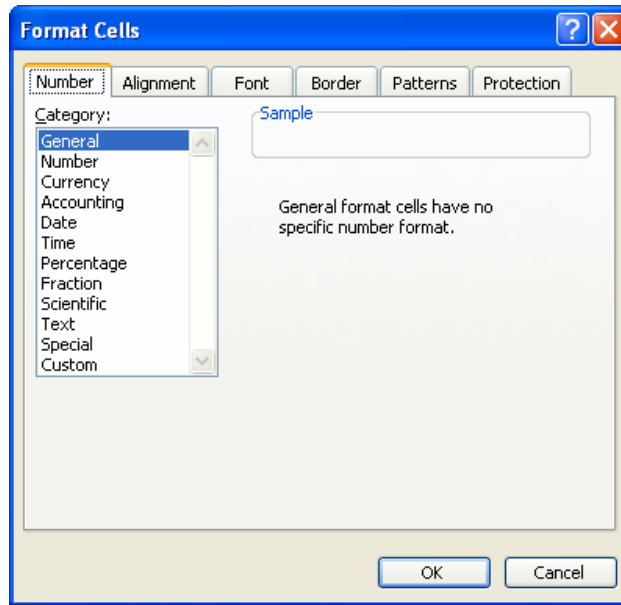 Format Cells
Number Alignment Font Border Patterns Protection
Category:
General
Number
Currency
Accounting
Date
Time
Percentage
Fraction
Scientific
Text
Special
Custom
Sample
General format cells have no
specific number format.
OK Cancel